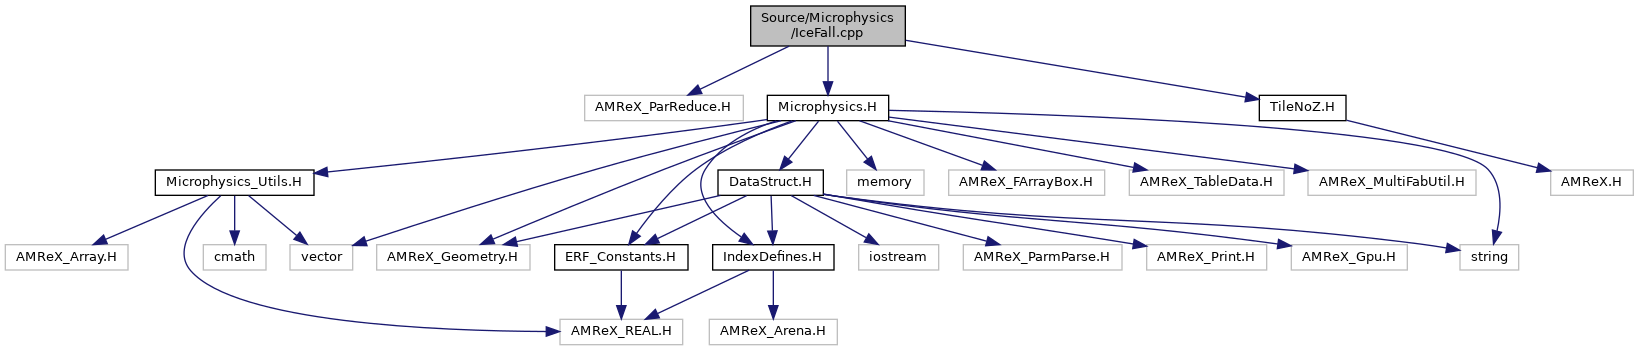 Source/Microphysics
/IceFall.cpp
AMReX_ParReduce.H
Microphysics.H
TileNoZ.H
Microphysics_Utils.H
DataStruct.H
memory
AMReX_FArrayBox.H
AMReX_TableData.H
AMReX_MultiFabUtil.H
AMReX.H
AMReX_Array.H
cmath
vector
AMReX_Geometry.H
ERF_Constants.H
IndexDefines.H
iostream
AMReX_ParmParse.H
AMReX_Print.H
AMReX_Gpu.H
string
AMReX_REAL.H
AMReX_Arena.H